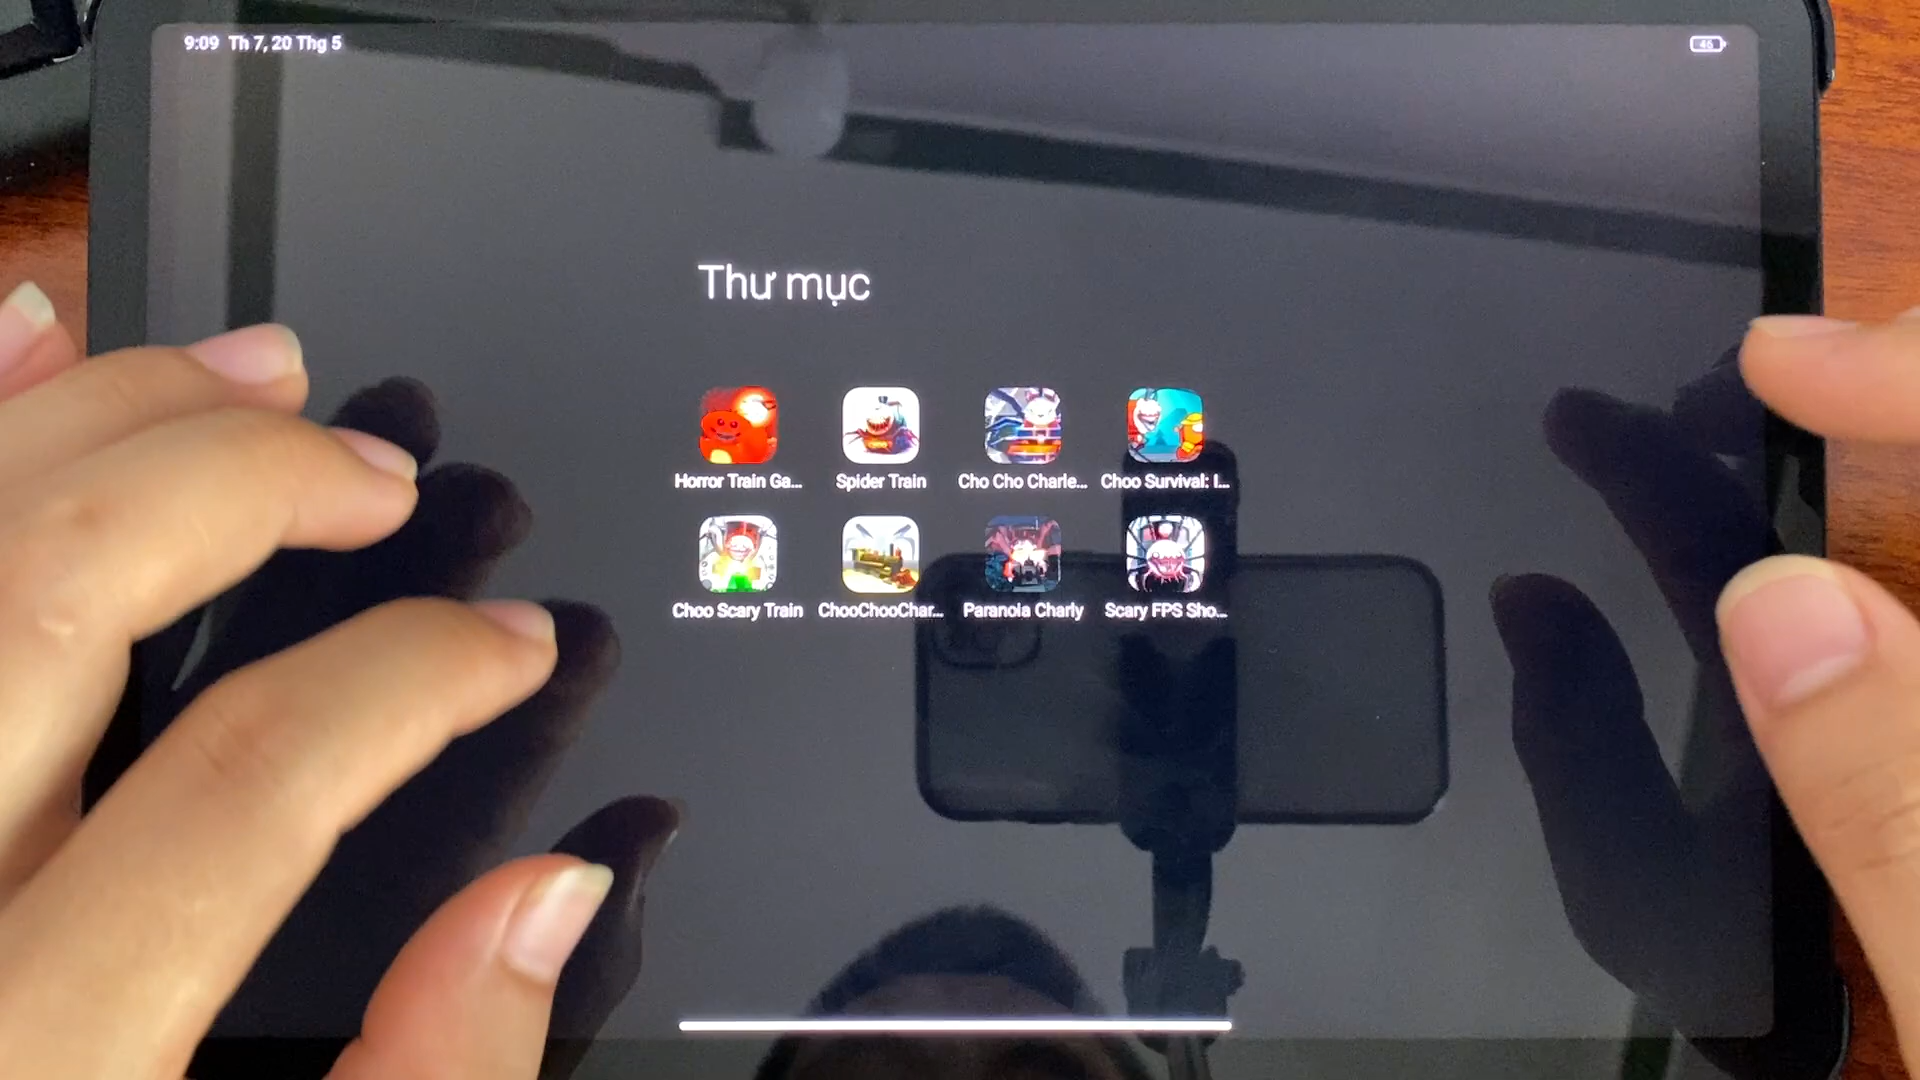 9:09 Th 7, 20 Thg 5
46
Thư mục
Horror Train Ga...
Spider Train
Cho Cho Charle...
Choo Survival: I...
Choo Scary Train
ChooChooChar...
Paranoia Charly
Scary FPS Sho...